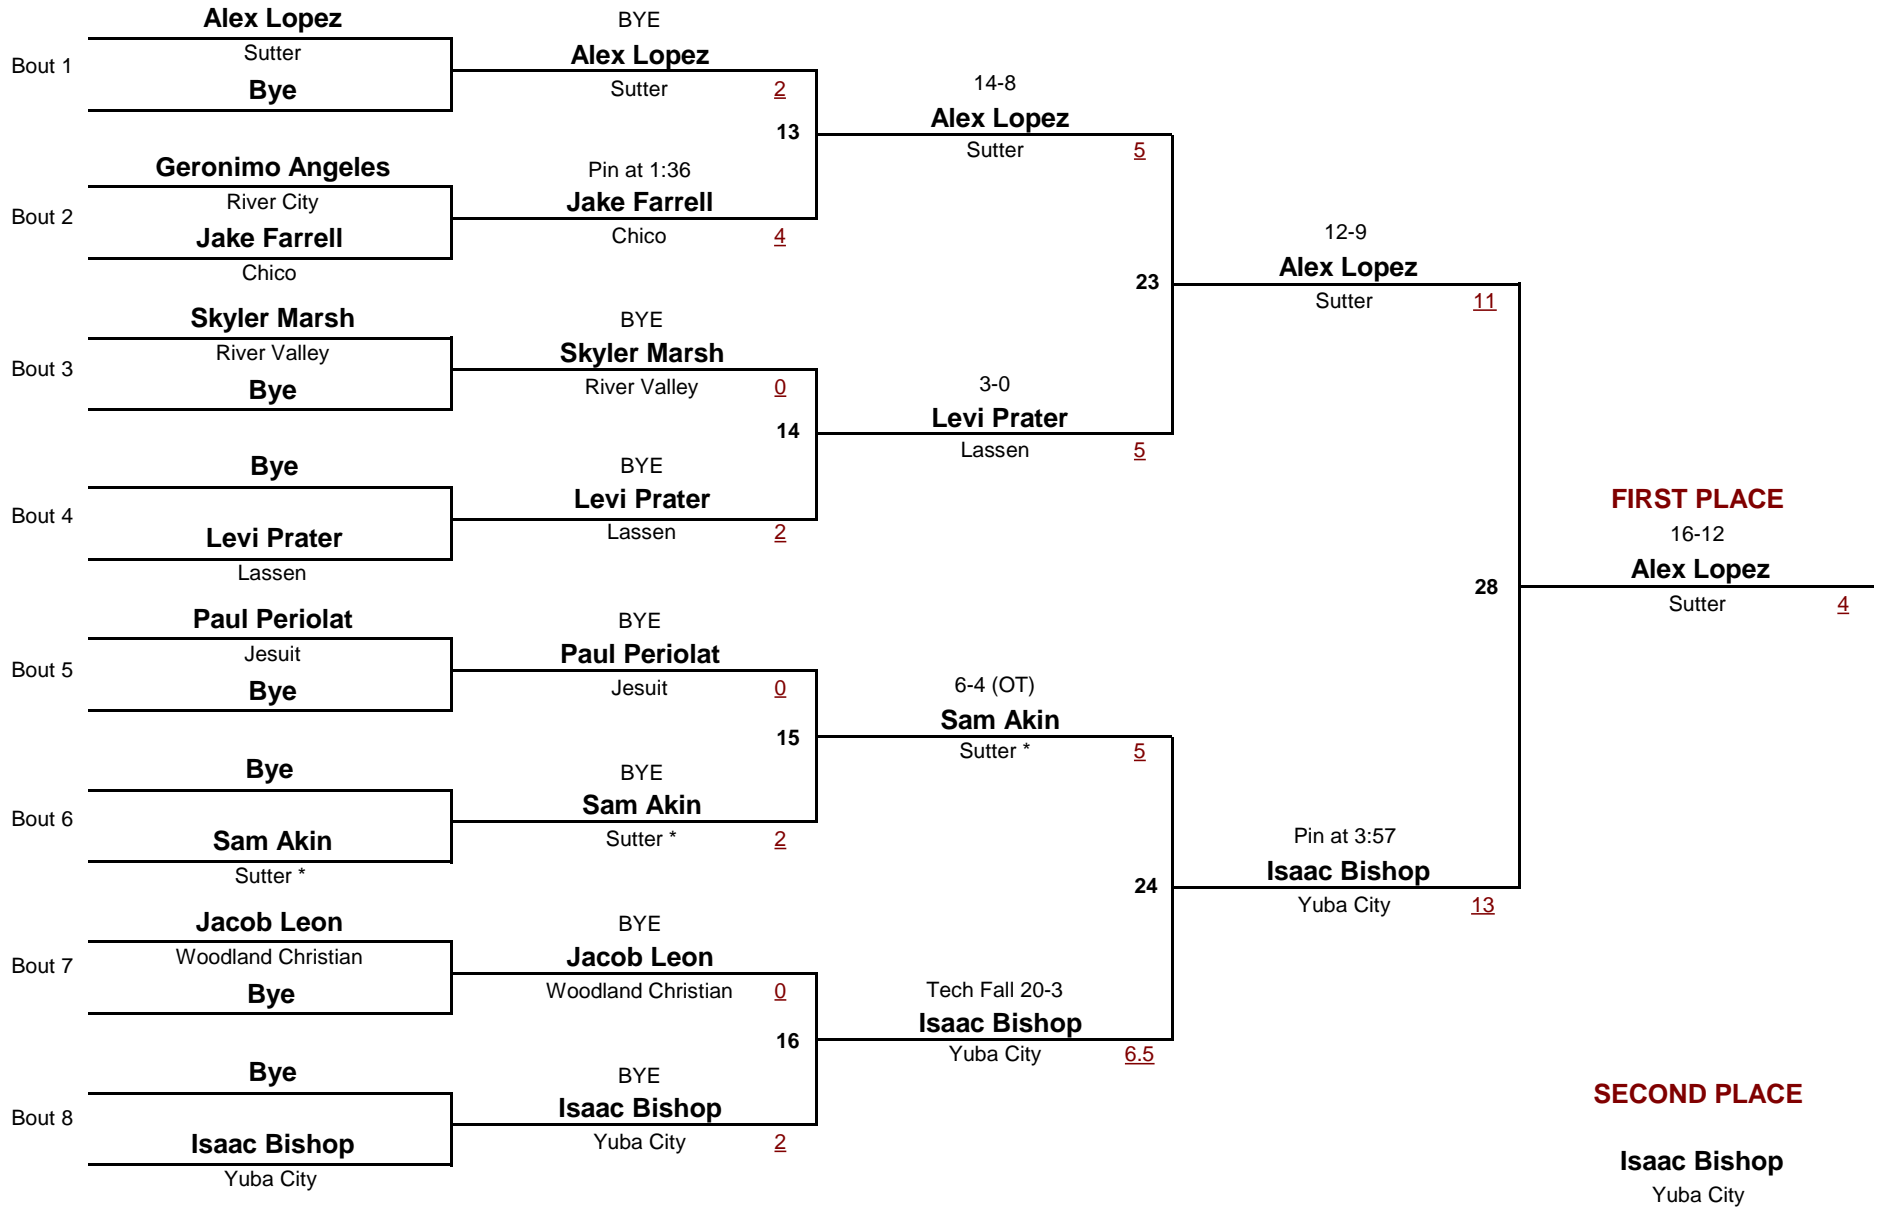 Alex Lopez
Bout 1
Sutter
Bye
Geronimo Angeles
Bout 2
River City
Jake Farrell
Chico
Skyler Marsh
Bout 3
River Valley
Bye
Bye
Bout 4
Levi Prater
Lassen
Paul Periolat
Bout 5
Jesuit
Bye
Bye
Bout 6
Sam Akin
Sutter *
Jacob Leon
Bout 7
Woodland Christian
Bye
Bye
Bout 8
Isaac Bishop
Yuba City
BYE
Alex Lopez
Sutter 2
13
Pin at 1:36
Jake Farrell
Chico 4
BYE
Skyler Marsh
River Valley 0
14
BYE
Levi Prater
Lassen 2
BYE
Paul Periolat
Jesuit 0
15
BYE
Sam Akin
Sutter * 2
BYE
Jacob Leon
Woodland Christian 0
16
BYE
Isaac Bishop
Yuba City 2
14-8
Alex Lopez
Sutter 5
23
3-0
Levi Prater
Lassen 5
6-4 (OT)
Sam Akin
Sutter * 5
24
Tech Fall 20-3
Isaac Bishop
Yuba City 6.5
12-9
Alex Lopez
Sutter 11
28
Pin at 3:57
Isaac Bishop
Yuba City 13
FIRST PLACE
16-12
Alex Lopez
Sutter 4
SECOND PLACE
Isaac Bishop
Yuba City